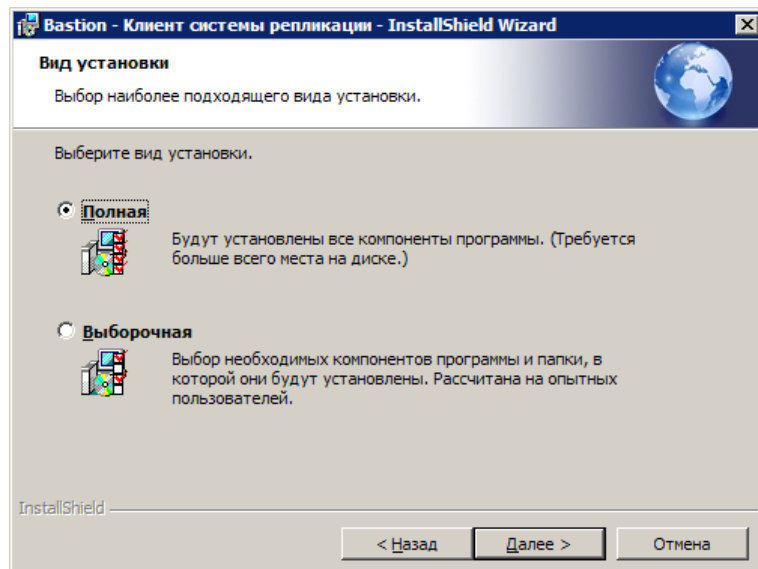 Bastion - Клиент системы репликации - InstallShield Wizard
Вид установки
Выбор наиболее подходящего вида установки.
Выберите вид установки.
Полная
Будут установлены все компоненты программы. (Требуется
больше всего места на диске.)
Выборочная
Выбор необходимых компонентов программы и папки, в
которой они будут установлены. Рассчитана на опытных
пользователей.
InstallShield
< Назад
Далее >
Отмена